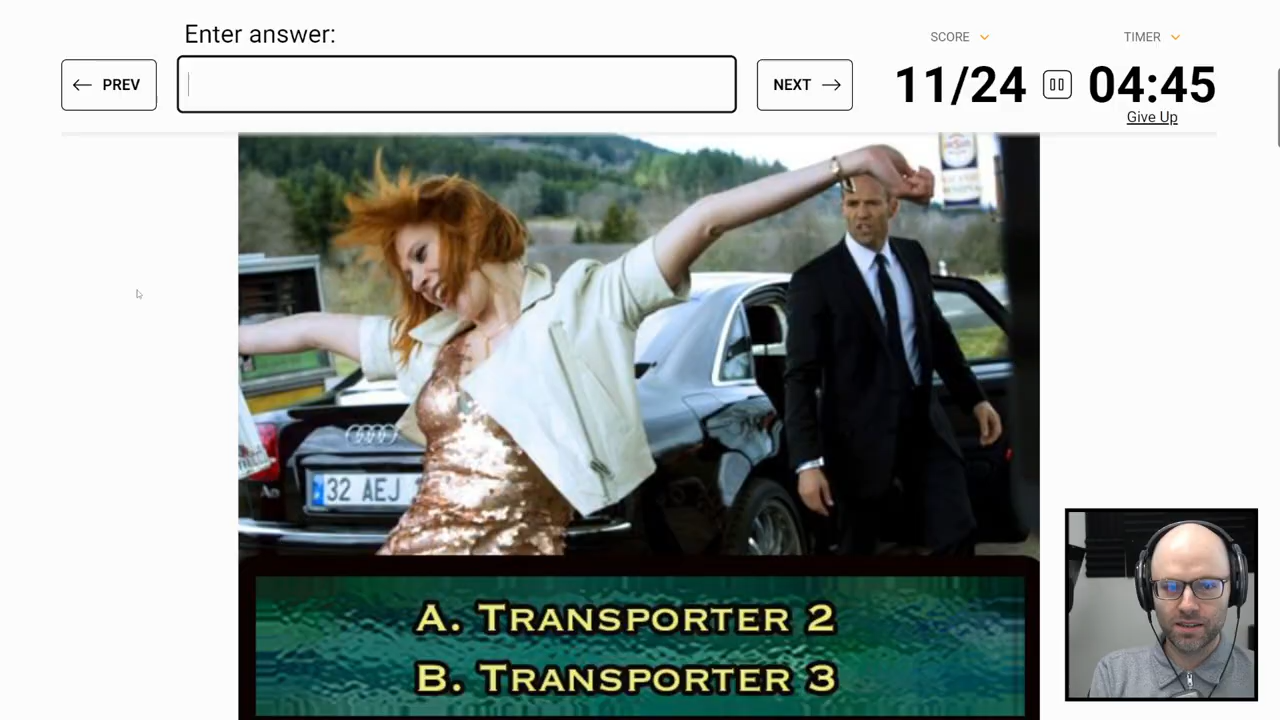 Enter answer:
PREV
NEXT
SCORE
TIMER
11/24
04:45
Give Up
32 AEJ
A. TRANSPORTER 2
B. TRANSPORTER 3